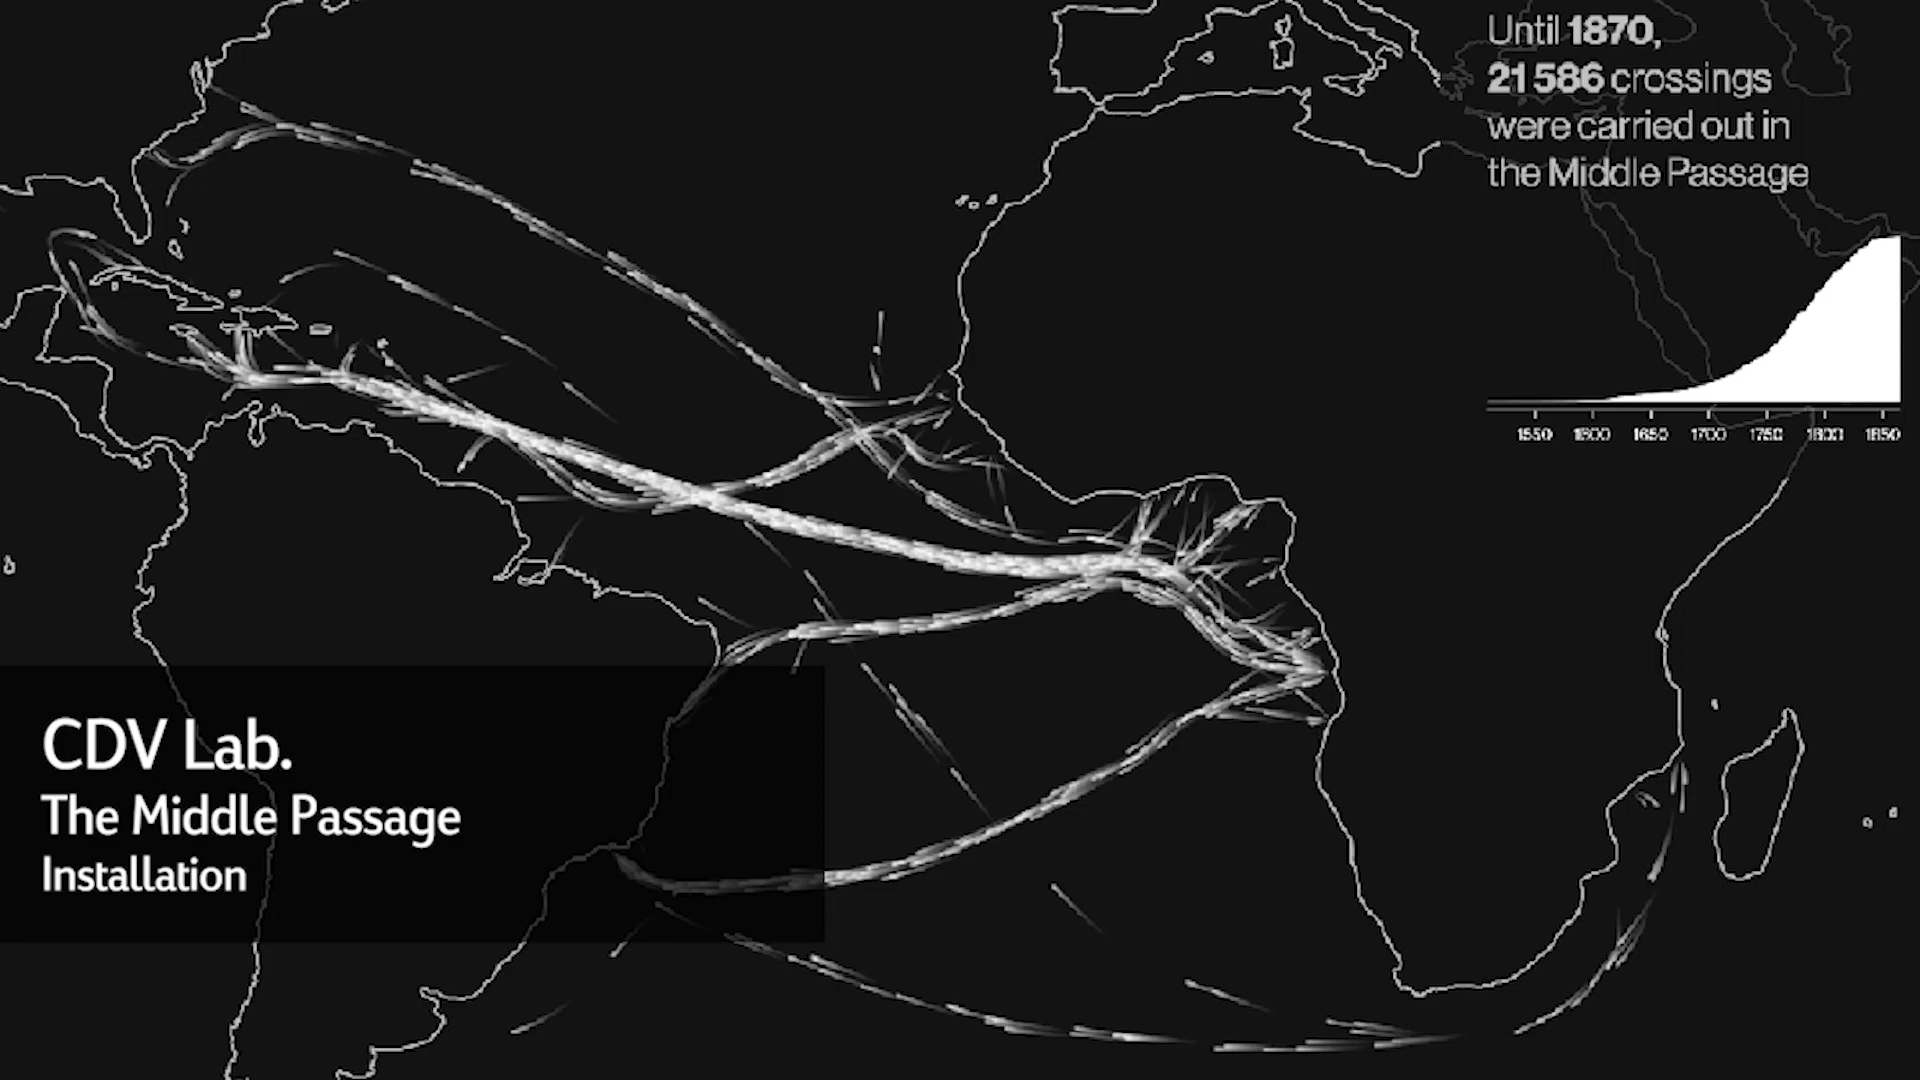 Until 1870,
21 586 crossings
were carried out in
the Middle Passage
1550 1600 1650 1700 1750 1800 1850
CDV Lab.
The Middle Passage
Installation